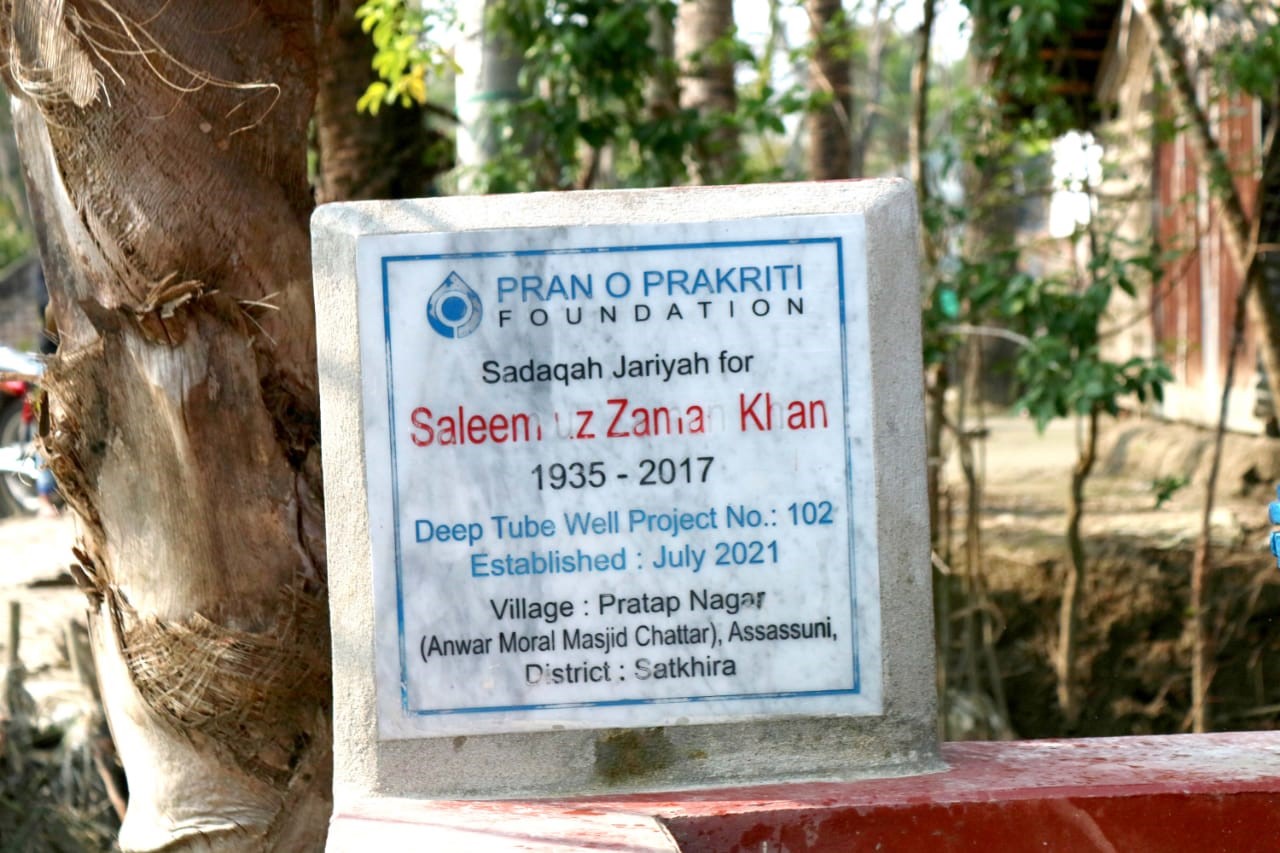 PRAN O PRAKRITI
FOUNDATION
Sadaqah Jariyah for
Saleem uz Zaman Khan
1935 - 2017
Deep Tube Well Project No.: 102
Established : July 2021
Village : Pratap Nagar
(Anwar Moral Masjid Chattar), Assassuni,
District : Satkhira